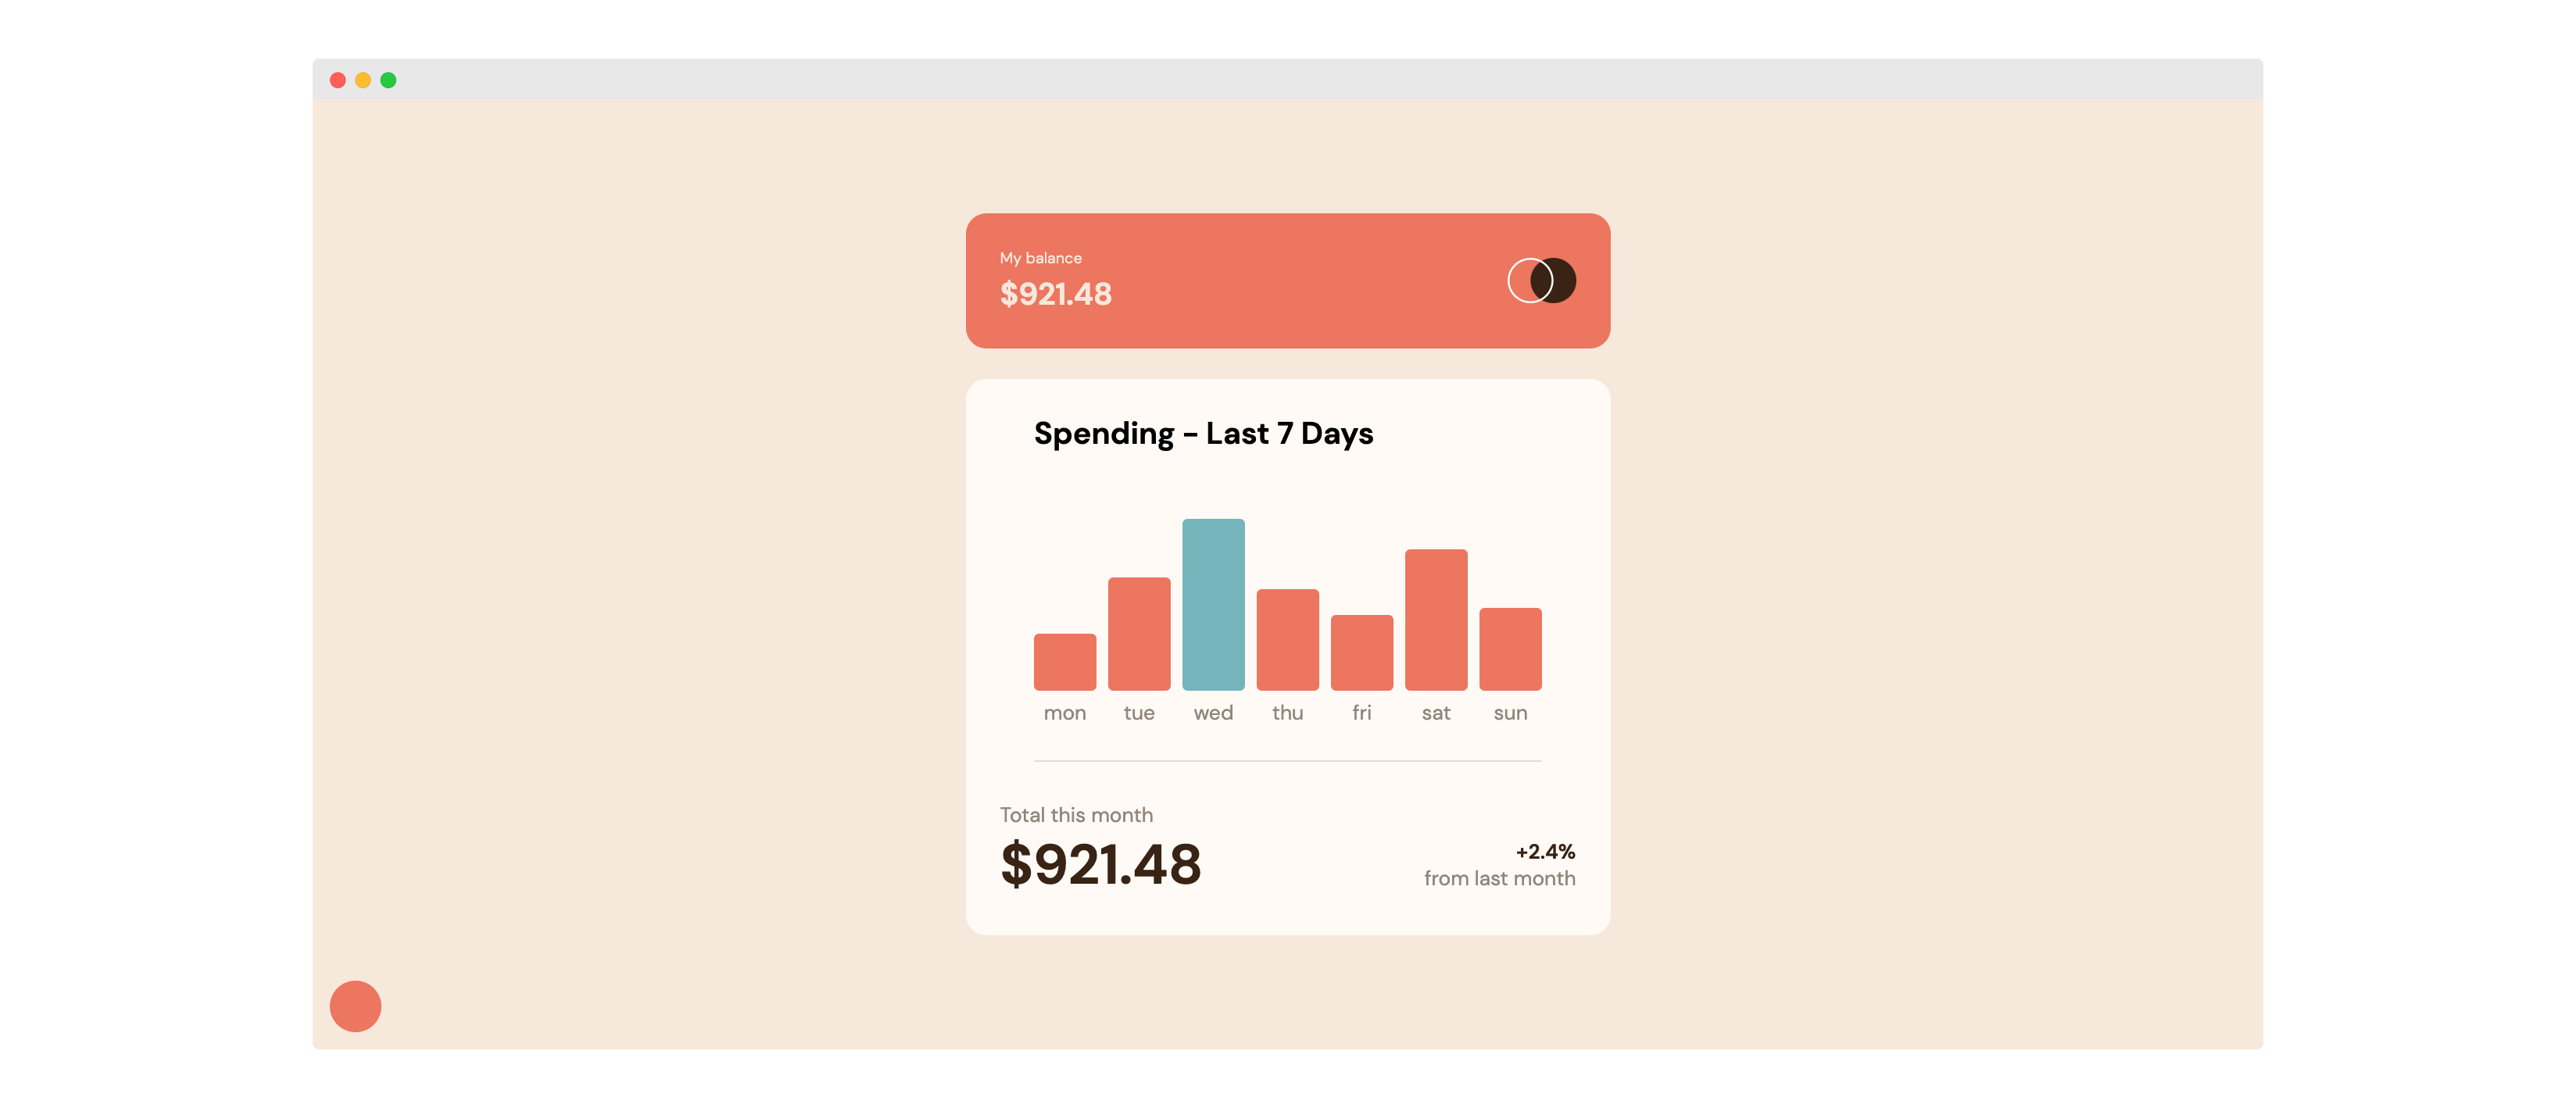 My balance
$921.48
Spending - Last 7 Days
mon tue wed thu fri sat sun
Total this month
$921.48
+2.4%
from last month